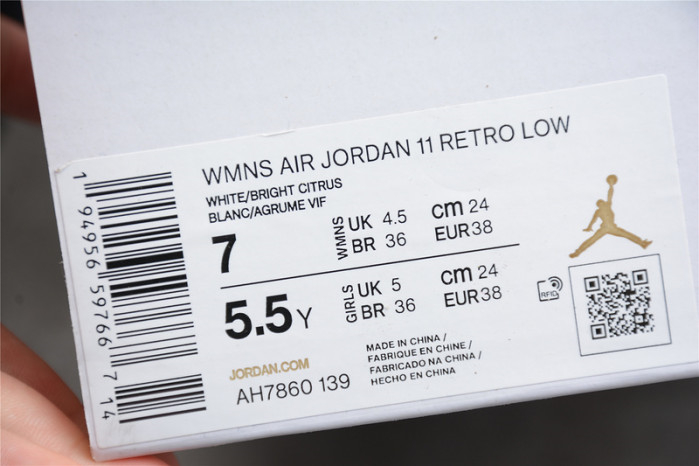 WMNS AIR JORDAN 11 RETRO LOW
WHITE/BRIGHT CITRUS
BLANC/AGRUME VIF
7
WMNS
UK 4.5
BR 36
cm 24
EUR 38
5.5 Y
GIRLS
UK 5
BR 36
cm 24
EUR 38
RFID
JORDAN.COM
AH7860 139
MADE IN CHINA /
FABRIQUE EN CHINE /
FABRICADO NA CHINA /
HECHO EN CHINA
1 94956 59766 7 14